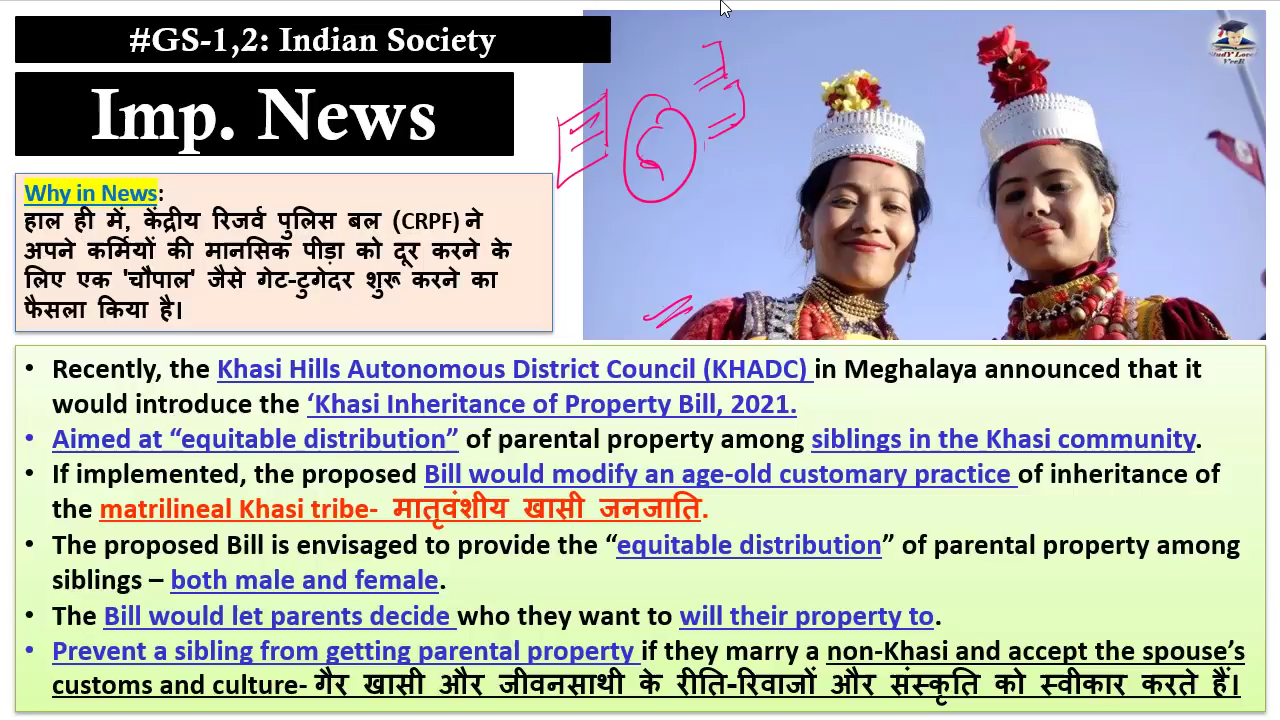 #GS-1,2: Indian Society
Imp. News
Why in News:
हाल ही में, केंद्रीय रिजर्व पुलिस बल (CRPF) ने
अपने कर्मियों की मानसिक पीड़ा को दूर करने के
लिए एक 'चौपाल' जैसे गेट-टुगेदर शुरू करने का
फैसला किया है।
StudY Lover
VeeR
• Recently, the Khasi Hills Autonomous District Council (KHADC) in Meghalaya announced that it
would introduce the ‘Khasi Inheritance of Property Bill, 2021.
• Aimed at “equitable distribution” of parental property among siblings in the Khasi community.
• If implemented, the proposed Bill would modify an age-old customary practice of inheritance of
the matrilineal Khasi tribe- मातृवंशीय खासी जनजाति.
• The proposed Bill is envisaged to provide the “equitable distribution” of parental property among
siblings – both male and female.
• The Bill would let parents decide who they want to will their property to.
• Prevent a sibling from getting parental property if they marry a non-Khasi and accept the spouse’s
customs and culture- गैर खासी और जीवनसाथी के रीति-रिवाजों और संस्कृति को स्वीकार करते हैं।